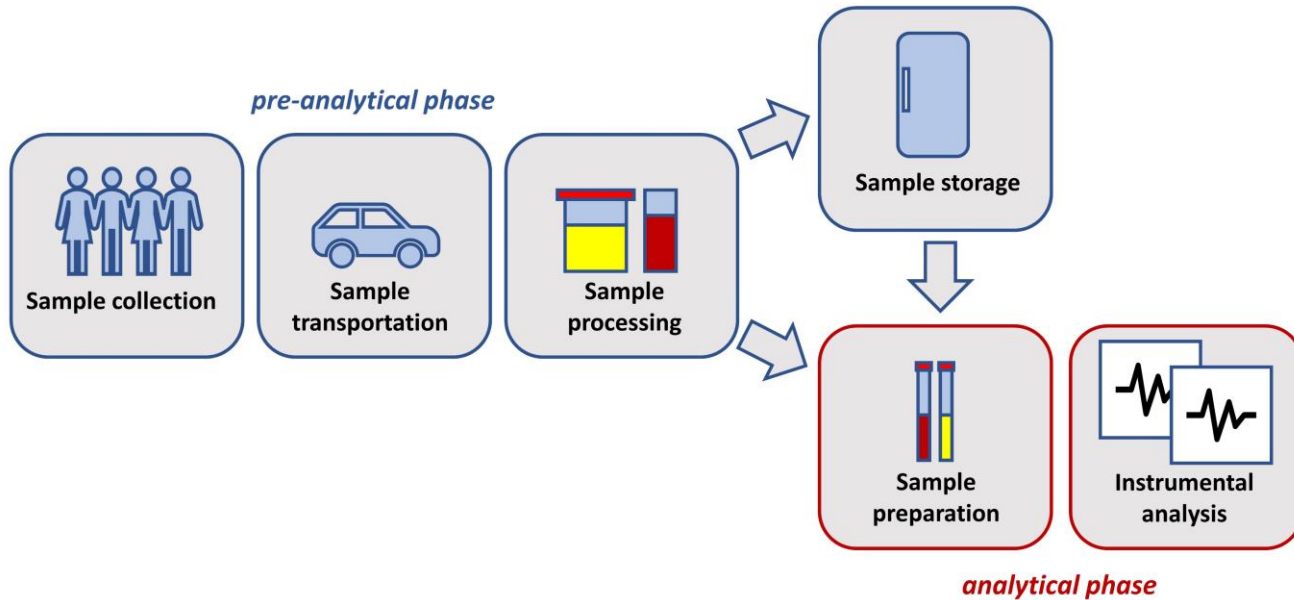 pre-analytical phase
Sample collection
Sample
transportation
Sample
processing
Sample storage
Sample
preparation
Instrumental
analysis
analytical phase